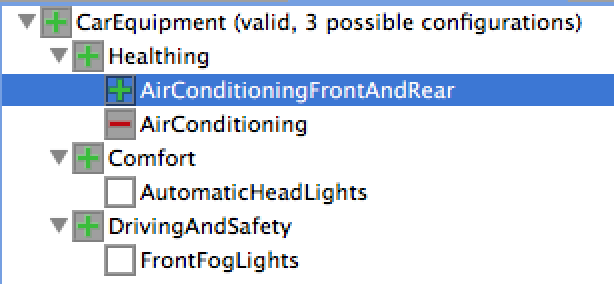 CarEquipment (valid, 3 possible configurations)
Healthing
AirConditioningFrontAndRear
AirConditioning
Comfort
AutomaticHeadLights
DrivingAndSafety
FrontFogLights